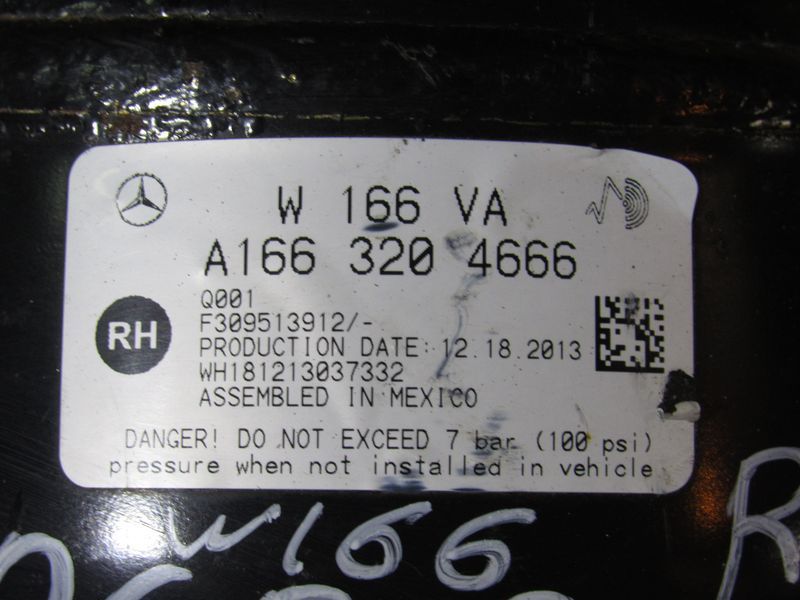 W 166 VA
A166 320 4666
RH
Q001
F309513912/-
PRODUCTION DATE: 12.18.2013
WH181213037332
ASSEMBLED IN MEXICO
DANGER! DO NOT EXCEED 7 bar (100 psi)
pressure when not installed in vehicle
W166
R